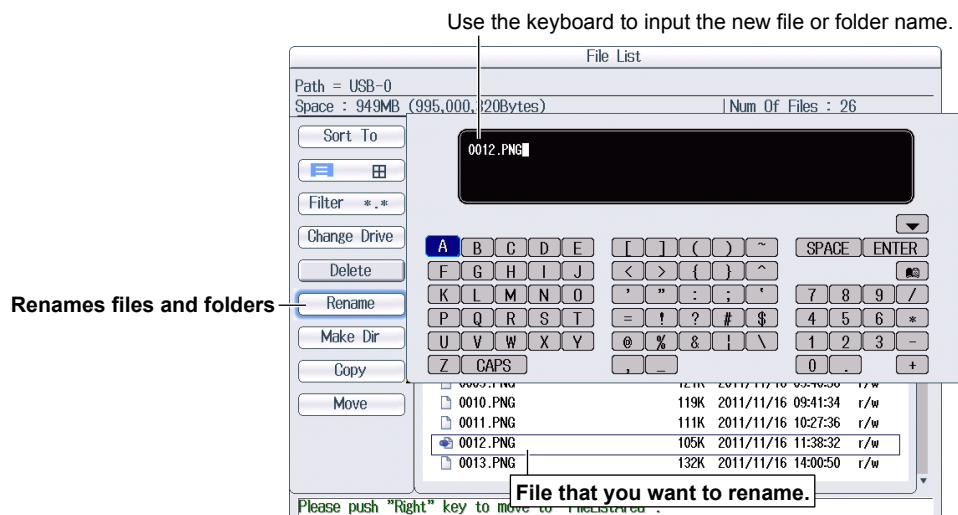 Use the keyboard to input the new file or folder name.
File List
Path = USB-0
Space : 949MB (995,000,320Bytes) |Num Of Files : 26
Sort To
Filter *.*
Change Drive
Delete
Renames files and folders
Rename
Make Dir
Copy
Move
0012.PNG
A B C D E [ ] ( ) ~ SPACE ENTER
F G H I J < > { } ^
K L M N O ' " : ; ` 7 8 9 /
P Q R S T = ! ? # $ 4 5 6 *
U V W X Y @ % & ¦ \ 1 2 3 -
Z CAPS , _ 0 . +
0010.PNG 119K 2011/11/16 09:41:34 r/w
0011.PNG 111K 2011/11/16 10:27:36 r/w
0012.PNG 105K 2011/11/16 11:38:32 r/w
0013.PNG 132K 2011/11/16 14:00:50 r/w
File that you want to rename.
Please push "Right" key to move to "FileListArea".